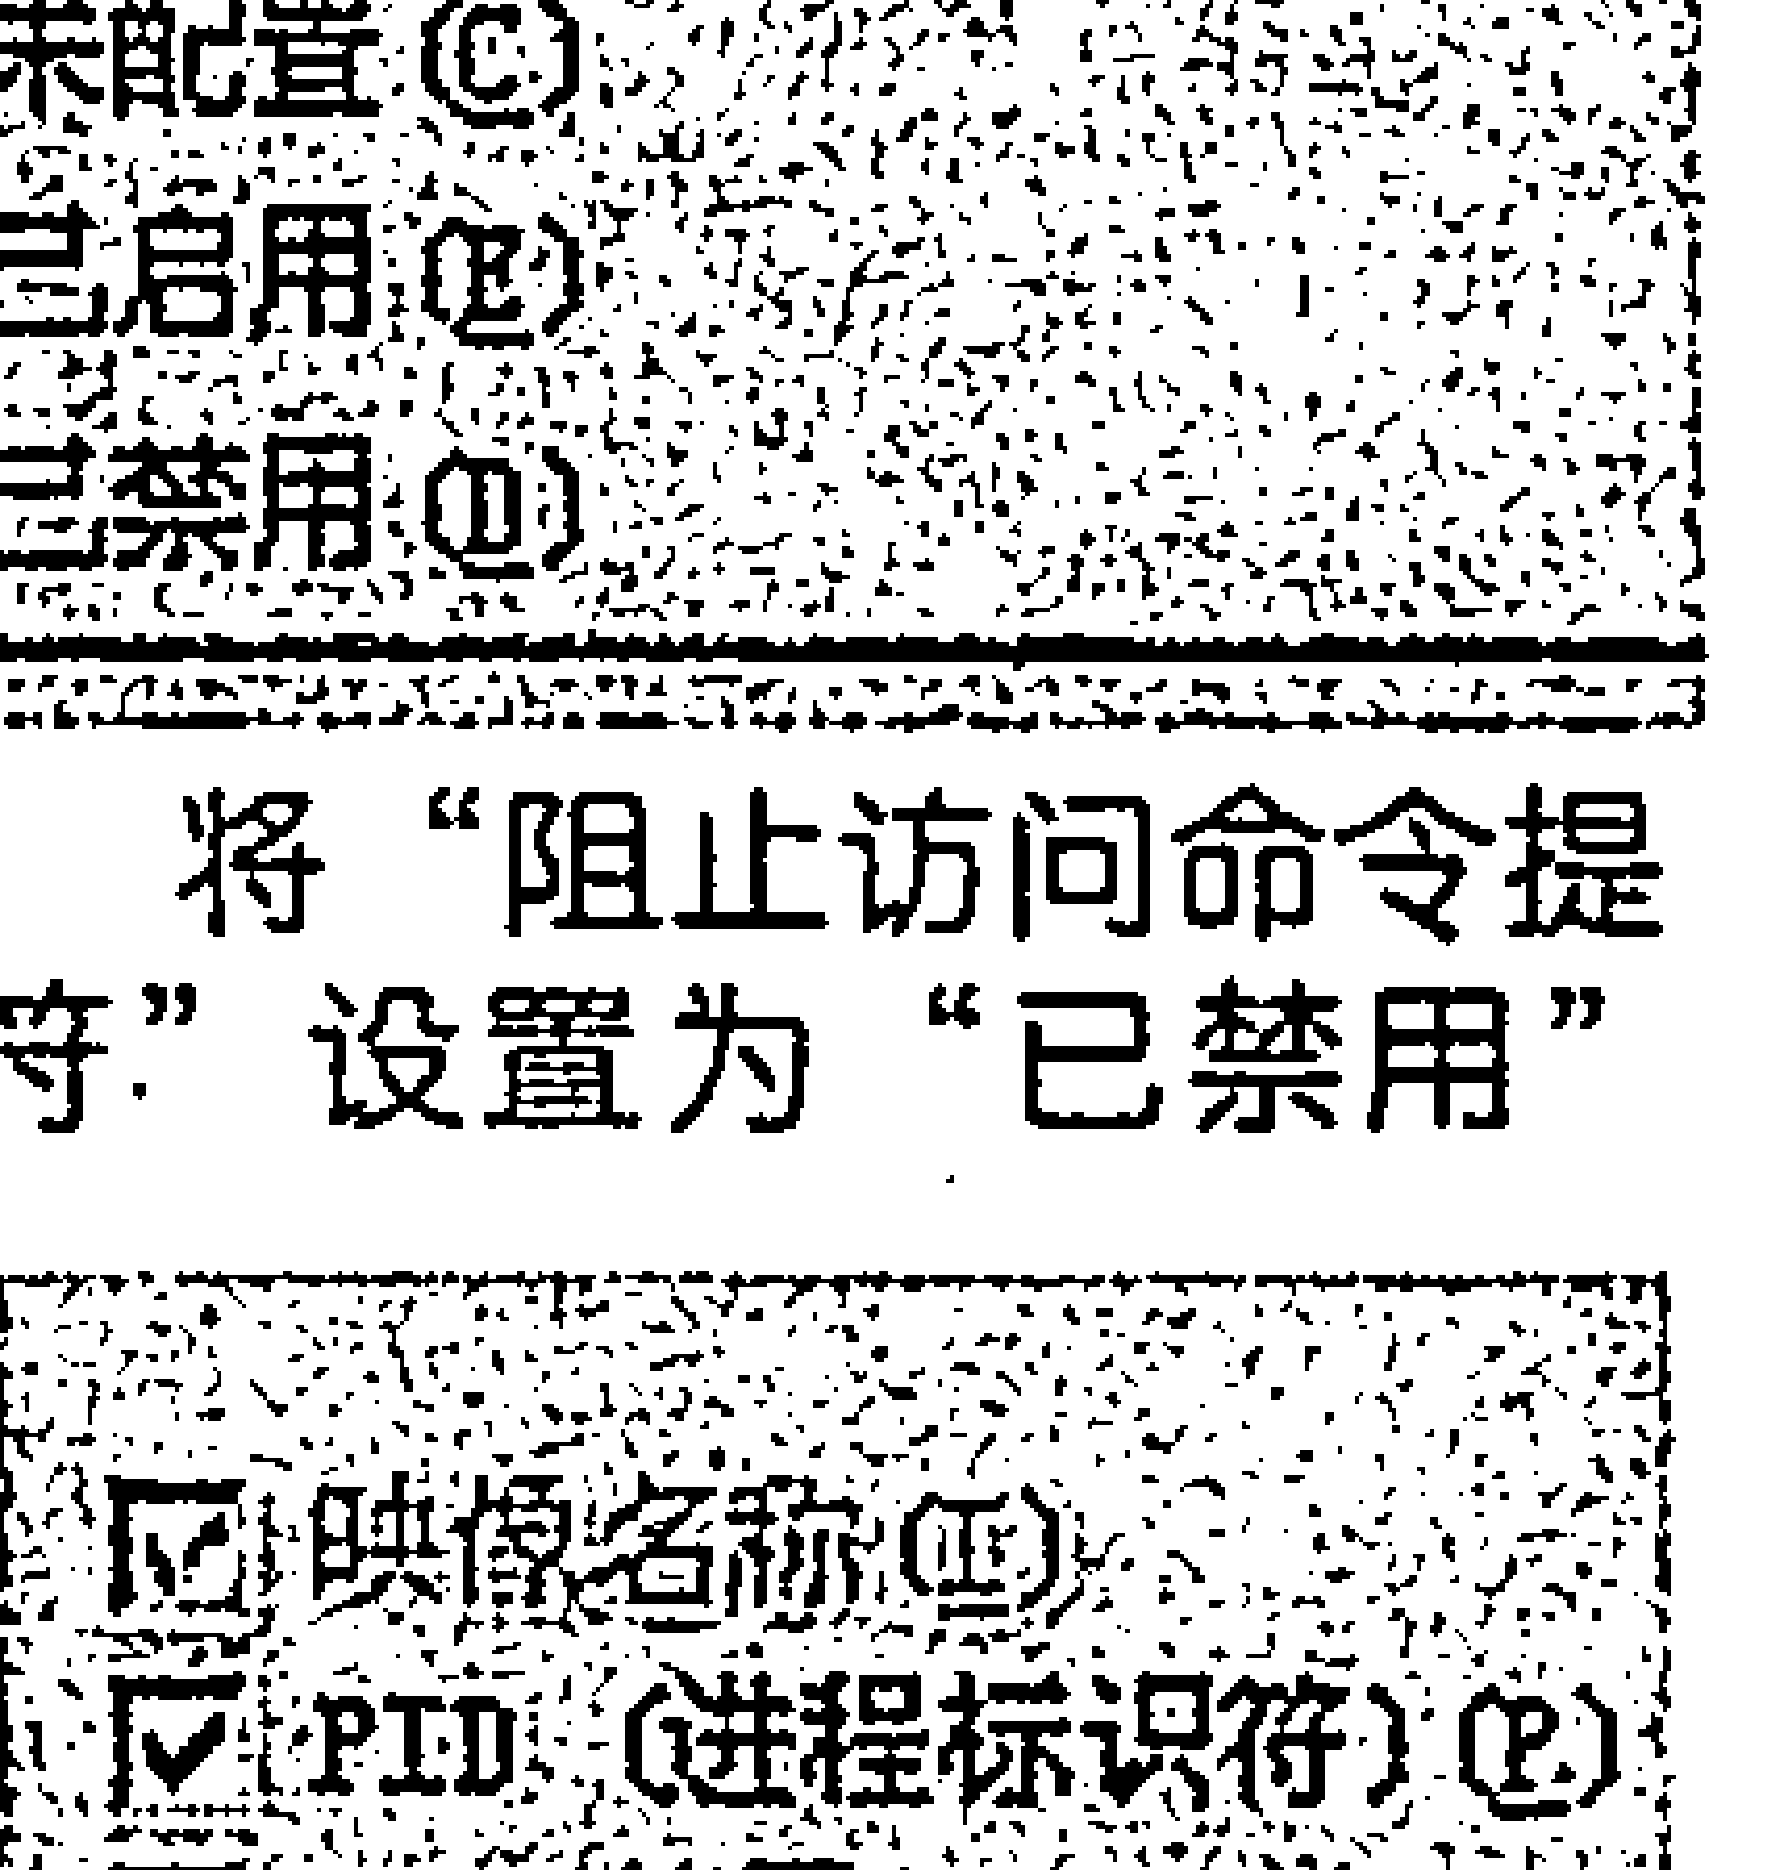 未配置(C)
已启用(E)
已禁用(D)
将“阻止访问命令提
符”设置为“已禁用”
映像名称(I)
PID (进程标识符)(P)